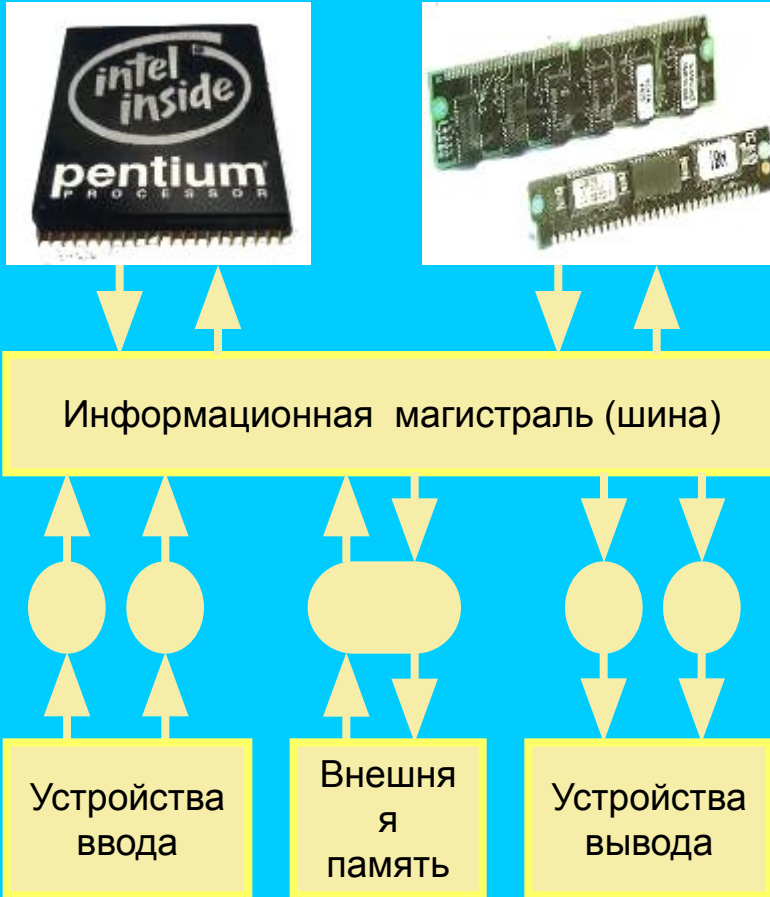 intel
inside
pentium
PROCESSOR
Информационная магистраль (шина)
Устройства
ввода
Внешня
я
память
Устройства
вывода